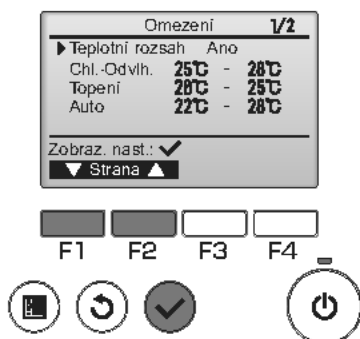 Omezení 1/2
Teplotní rozsah Ano
Chl.-Odvlh. 25℃ - 28℃
Topení 20℃ - 25℃
Auto 22℃ - 28℃
Zobraz. nast.: ✔
▼ Strana ▲
F1 F2 F3 F4